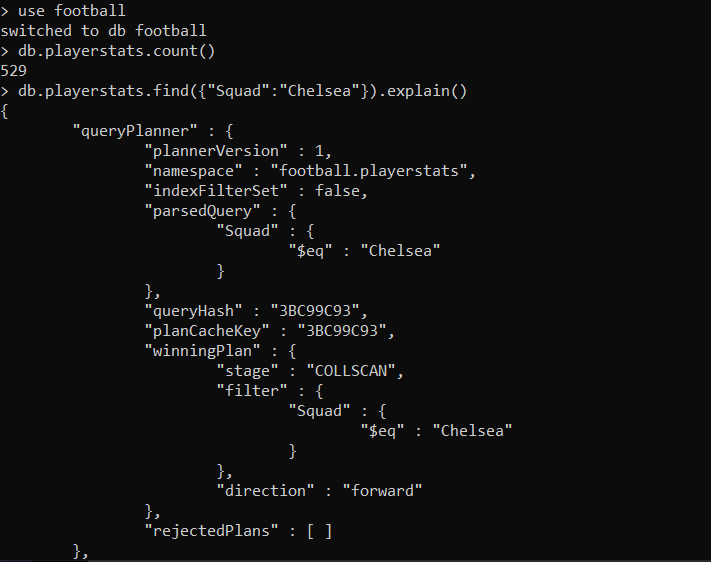 > use football
switched to db football
> db.playerstats.count()
529
> db.playerstats.find({"Squad":"Chelsea"}).explain()
{
        "queryPlanner" : {
                "plannerVersion" : 1,
                "namespace" : "football.playerstats",
                "indexFilterSet" : false,
                "parsedQuery" : {
                        "Squad" : {
                                "$eq" : "Chelsea"
                        }
                },
                "queryHash" : "3BC99C93",
                "planCacheKey" : "3BC99C93",
                "winningPlan" : {
                        "stage" : "COLLSCAN",
                        "filter" : {
                                "Squad" : {
                                        "$eq" : "Chelsea"
                                }
                        },
                        "direction" : "forward"
                },
                "rejectedPlans" : [ ]
        },